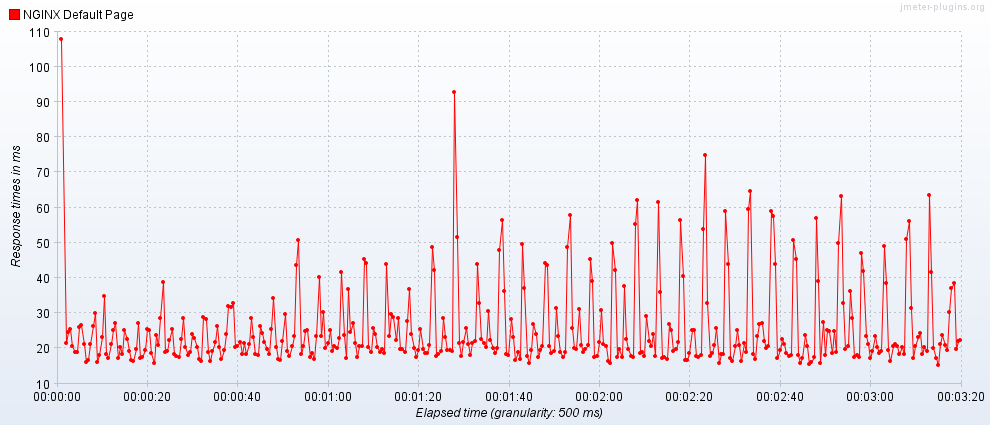 jmeter-plugins.org
NGINX Default Page
110
100
90
80
70
60
50
40
30
20
10
Response times in ms
00:00:00 00:00:20 00:00:40 00:01:00 00:01:20 00:01:40 00:02:00 00:02:20 00:02:40 00:03:00 00:03:20
Elapsed time (granularity: 500 ms)